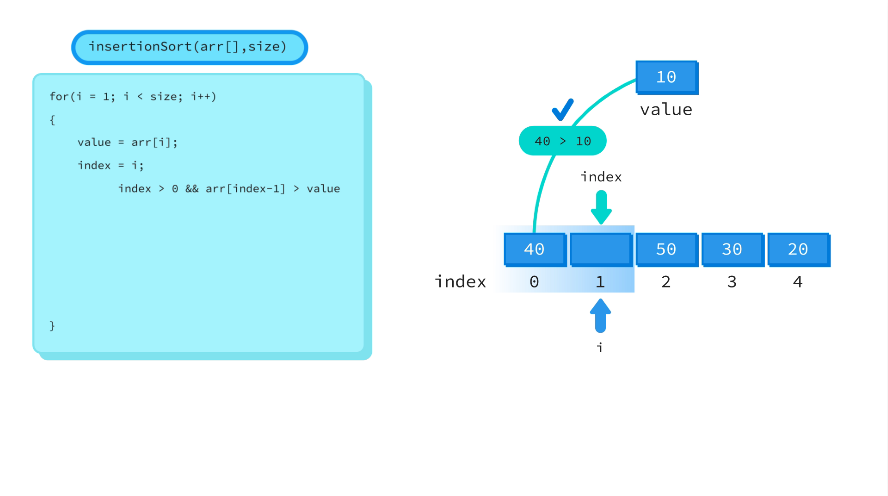 insertionSort(arr[],size)
for(i = 1; i < size; i++)
{
value = arr[i];
index = i;
index > 0 && arr[index-1] > value
}
10
value
40 > 10
index
40 50 30 20
index 0 1 2 3 4
i